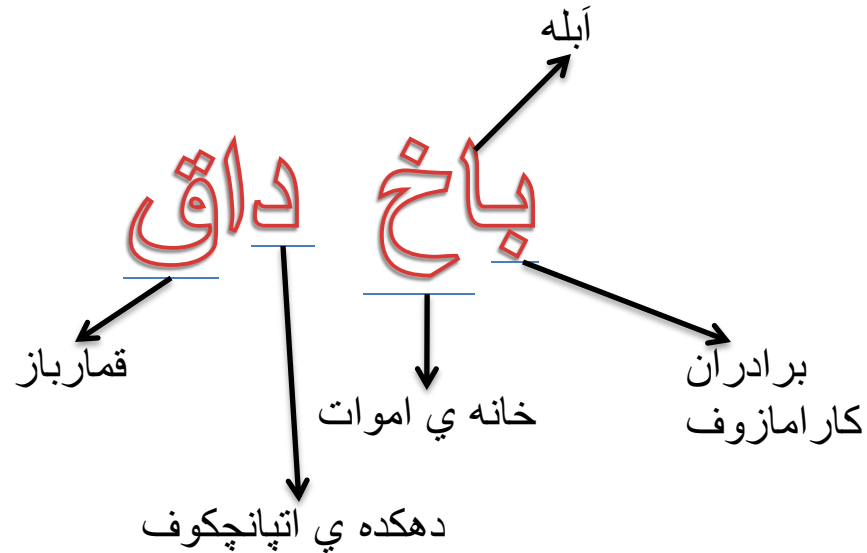 اَبله
باخ داق
قمارباز
برادران
کارامازوف
خانه ي اموات
دهکده ي اتپانچکوف